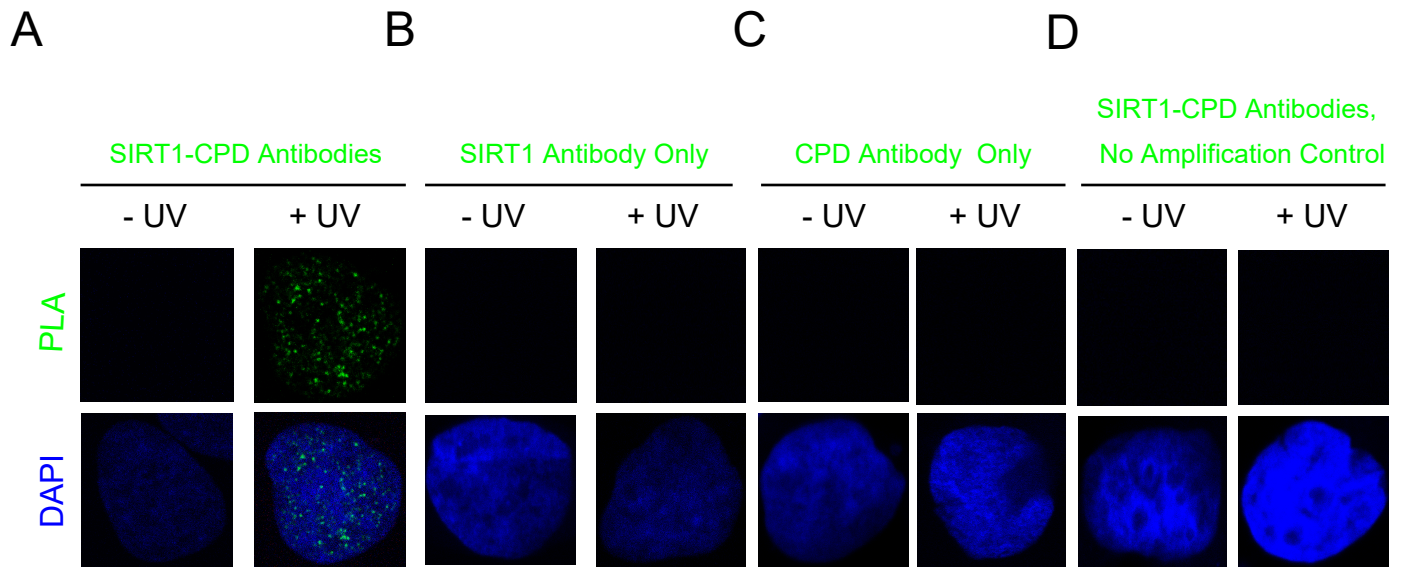 A
B
C
D
SIRT1-CPD Antibodies
SIRT1 Antibody Only
CPD Antibody  Only
SIRT1-CPD Antibodies,
No Amplification Control
- UV
+ UV
- UV
+ UV
- UV
+ UV
- UV
+ UV
PLA
DAPI